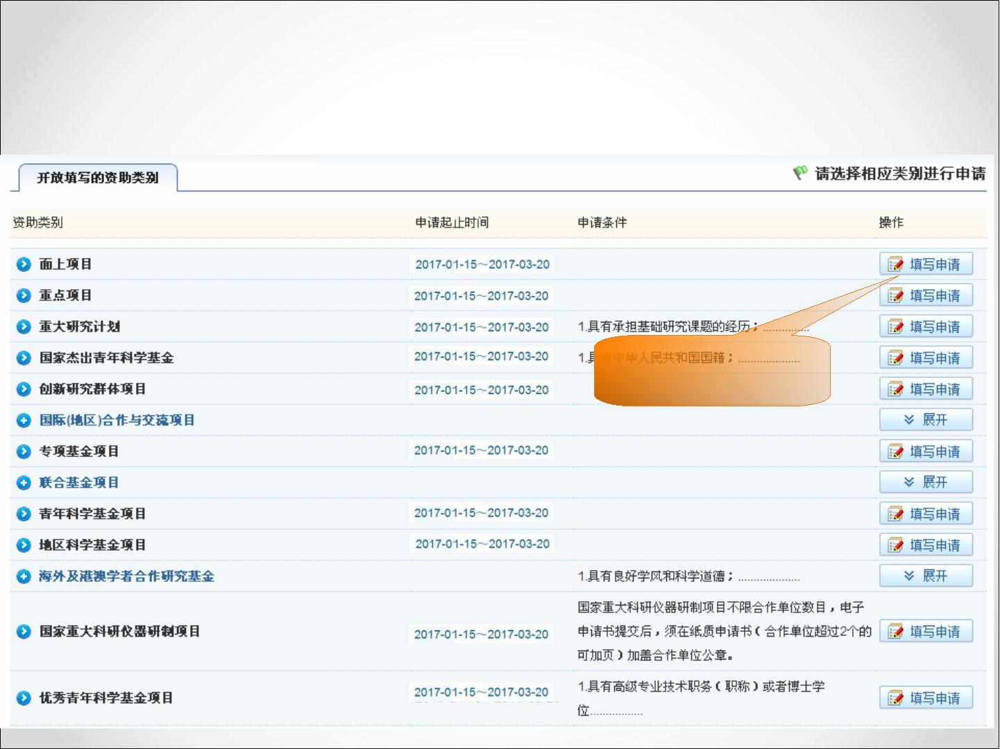 开放填写的资助类别
请选择相应类别进行申请
资助类别 申请起止时间 申请条件 操作
面上项目 2017-01-15～2017-03-20 填写申请
重点项目 2017-01-15～2017-03-20 填写申请
重大研究计划 2017-01-15～2017-03-20 1.具有承担基础研究课题的经历；............... 填写申请
国家杰出青年科学基金 2017-01-15～2017-03-20 1.具有中华人民共和国国籍；.................... 填写申请
创新研究群体项目 2017-01-15～2017-03-20 填写申请
国际(地区)合作与交流项目 展开
专项基金项目 2017-01-15～2017-03-20 填写申请
联合基金项目 展开
青年科学基金项目 2017-01-15～2017-03-20 填写申请
地区科学基金项目 2017-01-15～2017-03-20 填写申请
海外及港澳学者合作研究基金 1.具有良好学风和科学道德；.................... 展开
国家重大科研仪器研制项目 2017-01-15～2017-03-20 国家重大科研仪器研制项目不限合作单位数目，电子
申请书提交后，须在纸质申请书（合作单位超过2个的 填写申请
可加页）加盖合作单位公章。
优秀青年科学基金项目 2017-01-15～2017-03-20 1.具有高级专业技术职务（职称）或者博士学
位................. 填写申请